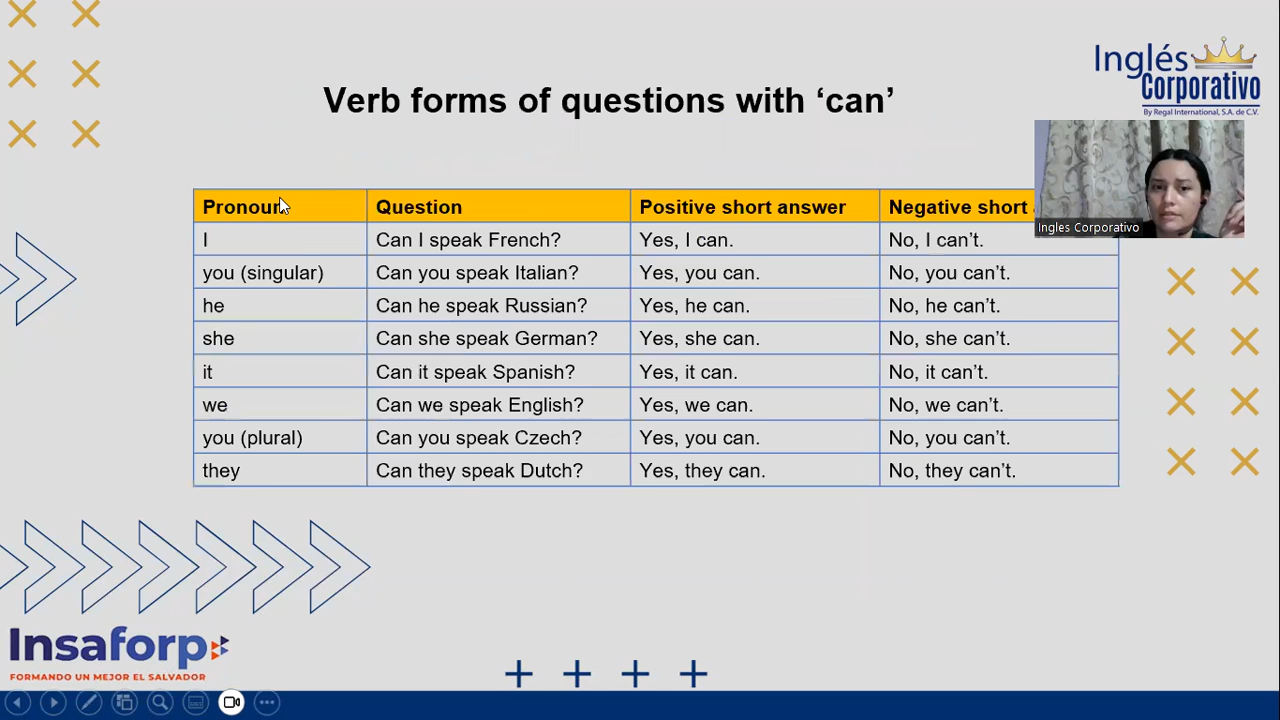 Inglés
Corporativo
By Regal International, S.A. de C.V.
Verb forms of questions with ‘can’
Pronoun Question Positive short answer Negative short
I Can I speak French? Yes, I can. No, I can’t.
you (singular) Can you speak Italian? Yes, you can. No, you can’t.
he Can he speak Russian? Yes, he can. No, he can’t.
she Can she speak German? Yes, she can. No, she can’t.
it Can it speak Spanish? Yes, it can. No, it can’t.
we Can we speak English? Yes, we can. No, we can’t.
you (plural) Can you speak Czech? Yes, you can. No, you can’t.
they Can they speak Dutch? Yes, they can. No, they can’t.
Ingles Corporativo
Insaforp
FORMANDO UN MEJOR EL SALVADOR